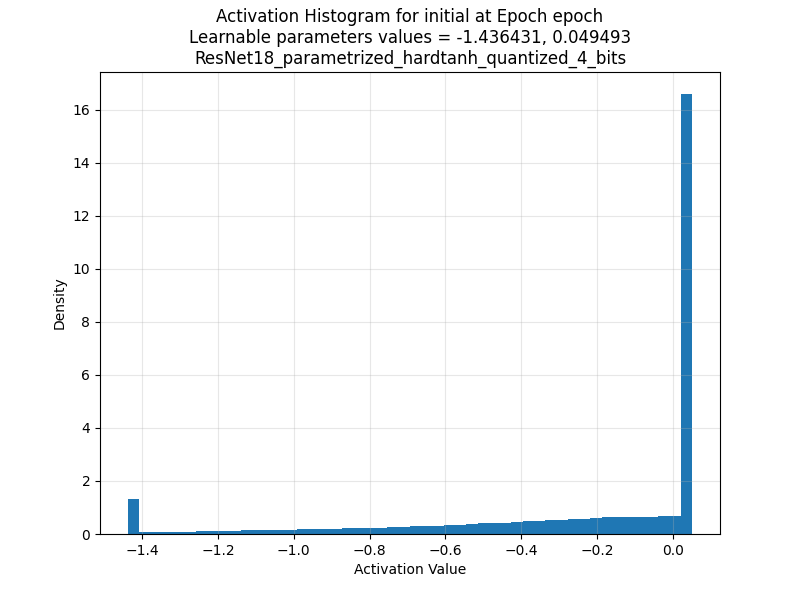 Activation Histogram for initial at Epoch epoch
Learnable parameters values = -1.436431, 0.049493
ResNet18_parametrized_hardtanh_quantized_4_bits
16
14
12
10
8
6
4
2
0
Density
−1.4 −1.2 −1.0 −0.8 −0.6 −0.4 −0.2 0.0
Activation Value